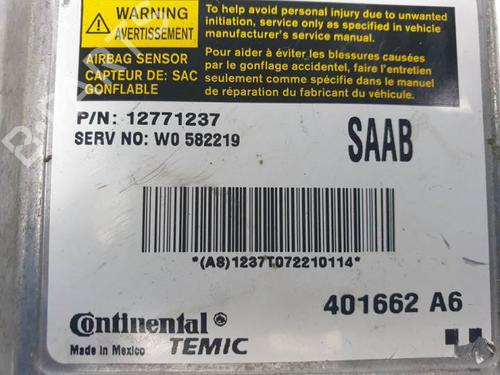 WARNING
AVERTISSEMENT
AIRBAG SENSOR
CAPTEUR DE: SAC
GONFLABLE
To help avoid personal injury due to unwanted
initiation, service only as specified in vehicle
manufacturer's service manual.
Pour aider à éviter les blessures causées
par le gonflage accidentel, faire l'entretien
seulement comme spécifié dans le manuel
de réparation du fabricant du véhicule.
P/N: 12771237
SERV NO: W0 582219
SAAB
*(A8)1237T072210114*
401662 A6
Continental
Made in Mexico
TEMIC